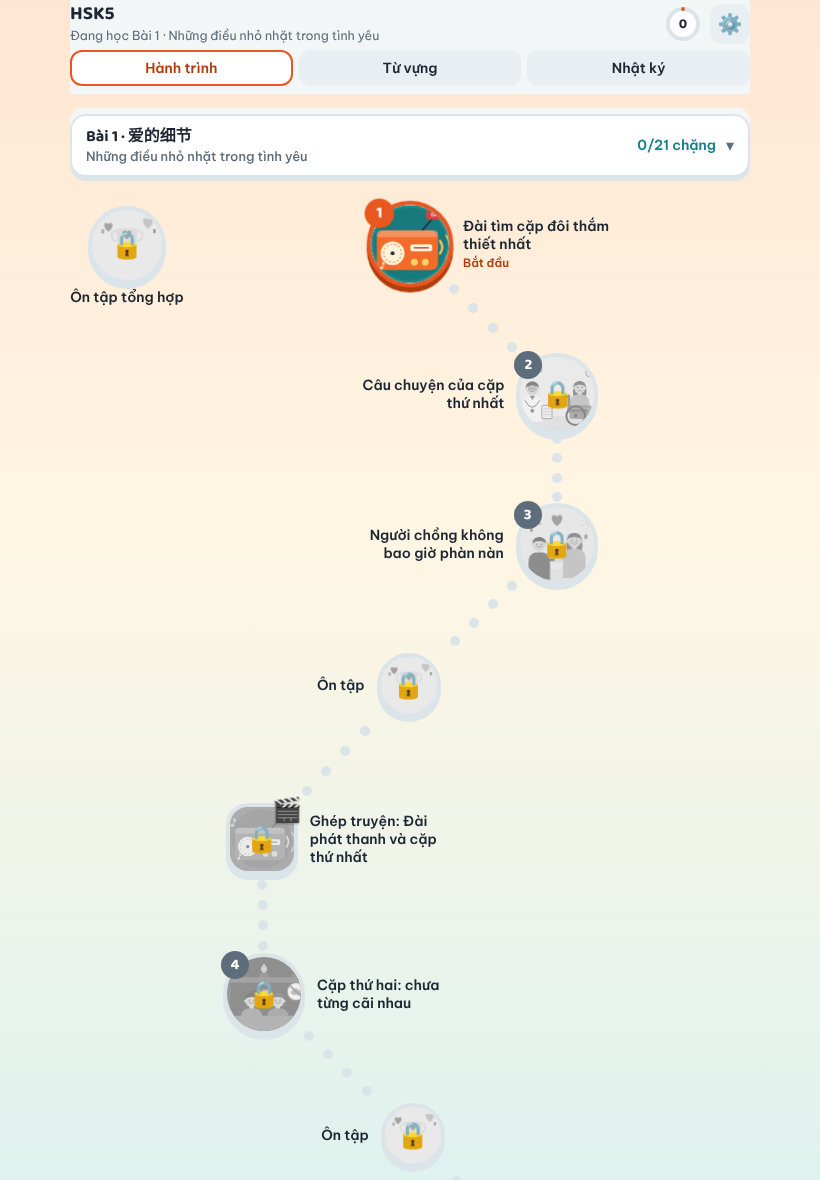 HSK5
Đang học Bài 1 · Những điều nhỏ nhặt trong tình yêu
0
Hành trình
Từ vựng
Nhật ký
Bài 1 · 爱的细节
Những điều nhỏ nhặt trong tình yêu
0/21 chặng ▾
Ôn tập tổng hợp
1
Đài tìm cặp đôi thắm
thiết nhất
Bắt đầu
2
Câu chuyện của cặp
thứ nhất
3
Người chồng không
bao giờ phàn nàn
Ôn tập
Ghép truyện: Đài
phát thanh và cặp
thứ nhất
4
Cặp thứ hai: chưa
từng cãi nhau
Ôn tập